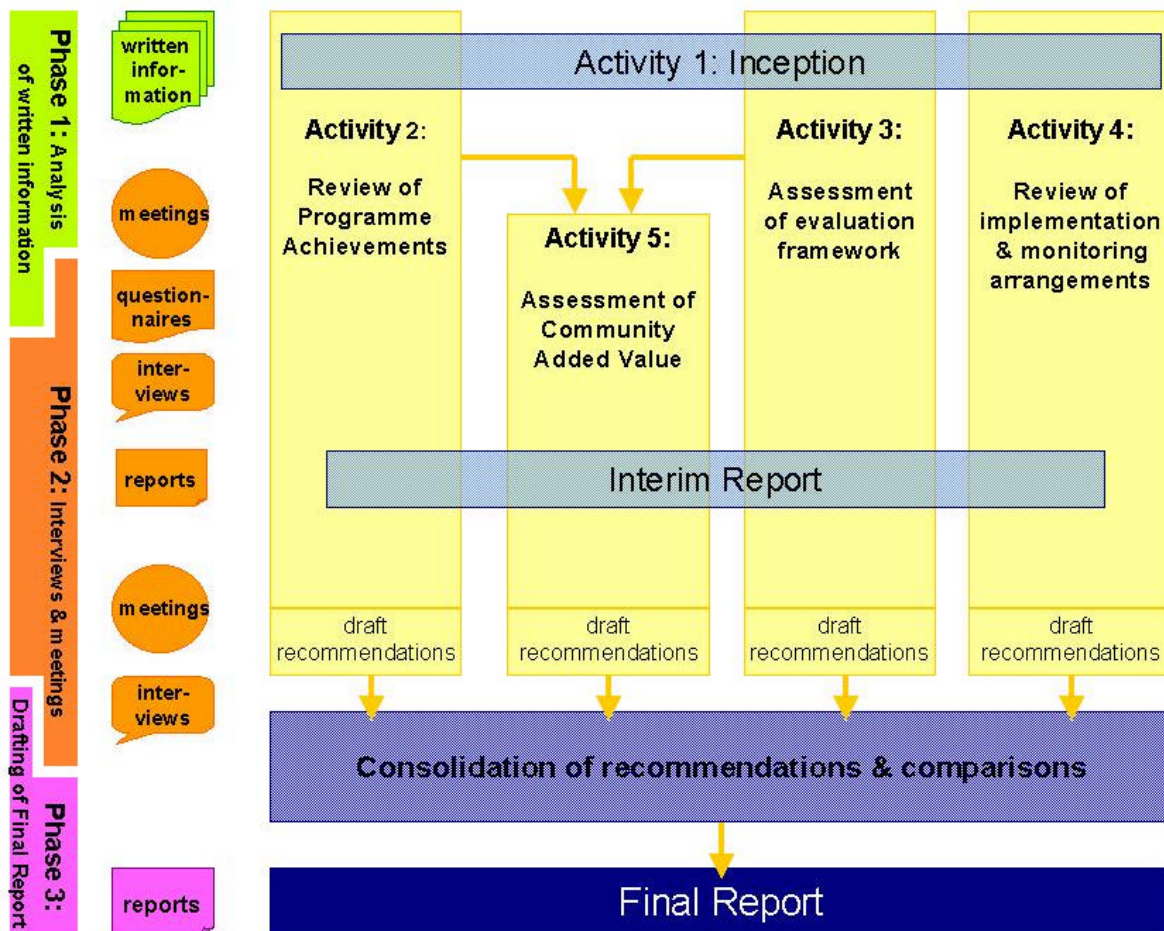 Phase 1: Analysis
of written information
Phase 2: Interviews & meetings
Phase 3:
Drafting of Final Report
written
infor-
mation
meetings
question-
naires
inter-
views
reports
meetings
inter-
views
reports
Activity 1: Inception
Activity 2:
Review of
Programme
Achievements
Activity 5:
Assessment of
Community
Added Value
Activity 3:
Assessment
of evaluation
framework
Activity 4:
Review of
implementation
& monitoring
arrangements
Interim Report
draft
recommendations
draft
recommendations
draft
recommendations
draft
recommendations
Consolidation of recommendations & comparisons
Final Report